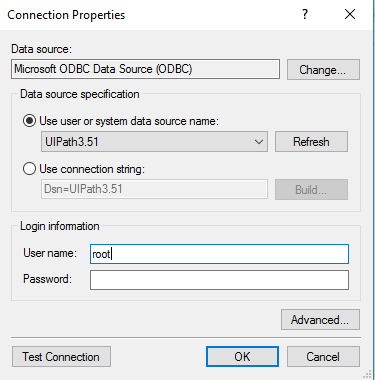 Connection Properties
?
Data source:
Microsoft ODBC Data Source (ODBC)
Change...
Data source specification
Use user or system data source name:
UIPath3.51
Refresh
Use connection string:
Dsn=UIPath3.51
Build...
Login information
User name:
root
Password:
Advanced...
Test Connection
OK
Cancel